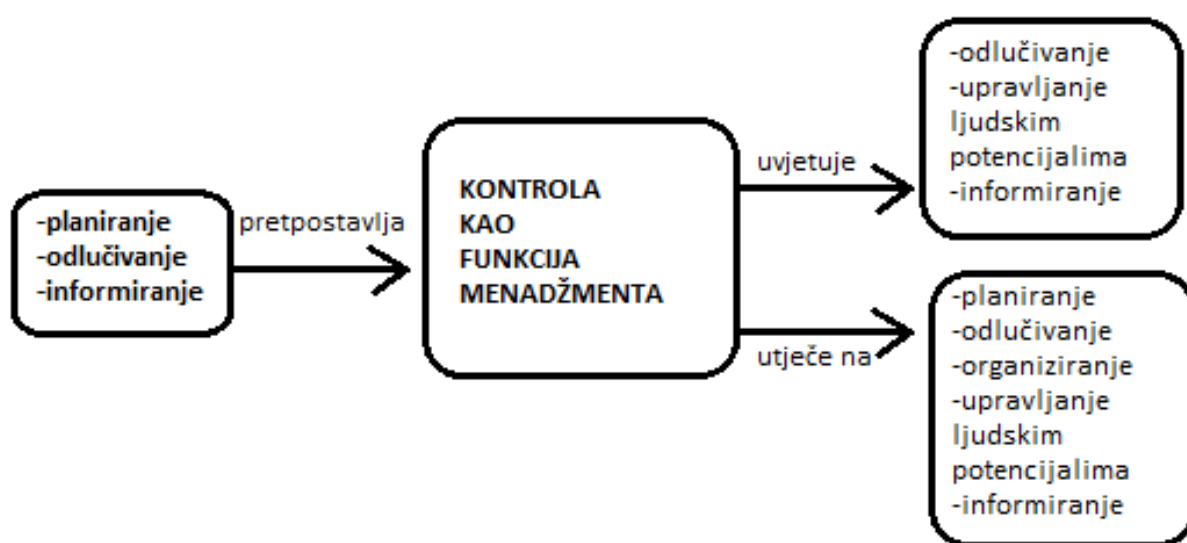 -planiranje
-odlučivanje
-informiranje
pretpostavlja
KONTROLA
KAO
FUNKCIJA
MENADŽMENTA
uvjetuje
-odlučivanje
-upravljanje
ljudskim
potencijalima
-informiranje
utječe na
-planiranje
-odlučivanje
-organiziranje
-upravljanje
ljudskim
potencijalima
-informiranje